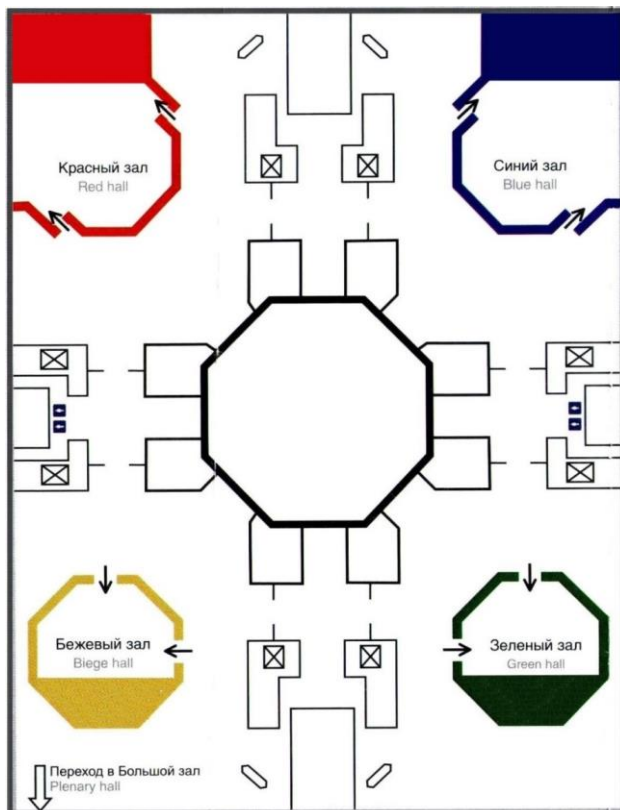 Красный зал
Red hall
Синий зал
Blue hall
Бежевый зал
Biege hall
Зеленый зал
Green hall
Переход в Большой зал
Plenary hall